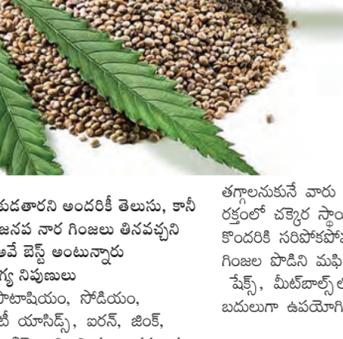 కుడతారని అందరికీ తెలుసు, కానీ
జనప నార గింజలు తినవచ్చని
అవే బెస్ట్ అంటున్నారు
గ్య నిపుణులు
పొటాషియం, సోడియం,
టీ యాసిడ్స్, ఐరన్, జింక్,
తగ్గాలనుకునే వారు
రక్తంలో చక్కెర స్థాయి
కొందరికి సరిపోకపో
గింజల పొడిని మఫి
షేక్స్, మీట్‌బాల్స్‌లో
బదులుగా ఉపయోగి